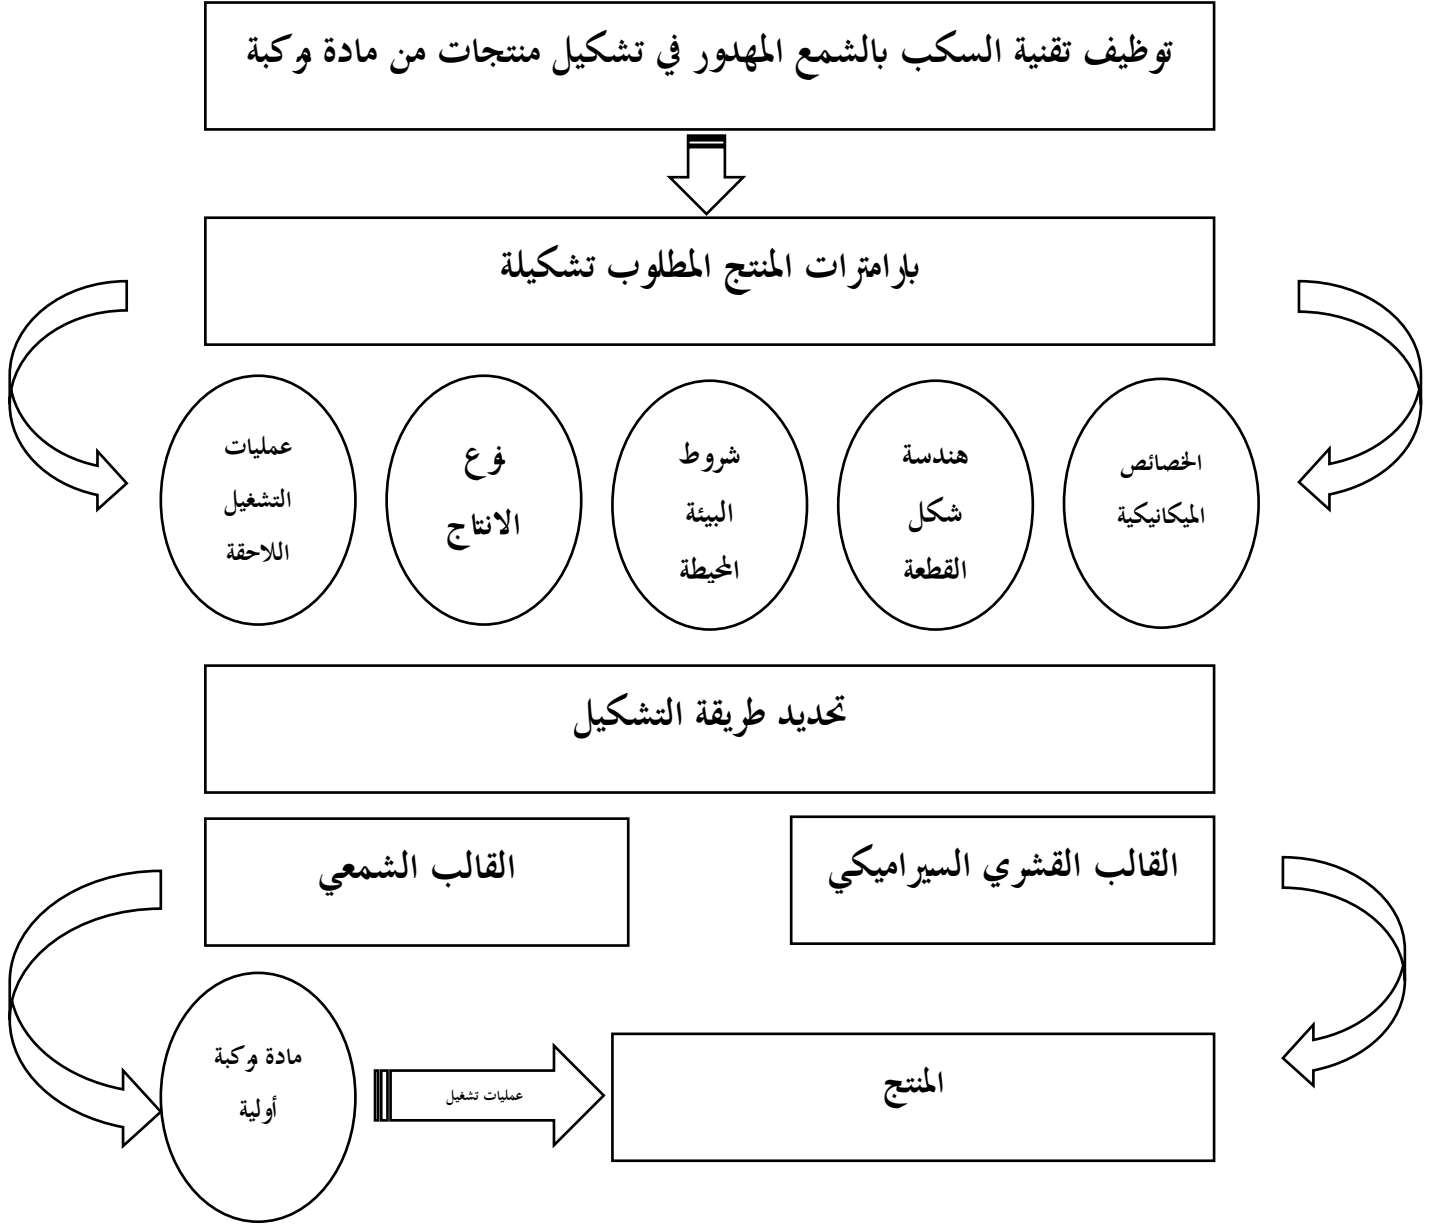 توظيف تقنية السكب بالشمع المهدور في تشكيل منتجات من مادة مركبة
بارامترات المنتج المطلوب تشكيلة
الخصائص
الميكانيكية
هندسة
شكل
القطعة
شروط
البيئة
المحيطة
نوع
الانتاج
عمليات
التشغيل
اللاحقة
تحديد طريقة التشكيل
القالب القشري السيراميكي
القالب الشمعي
مادة مركبة
أولية
عمليات تشغيل
المنتج